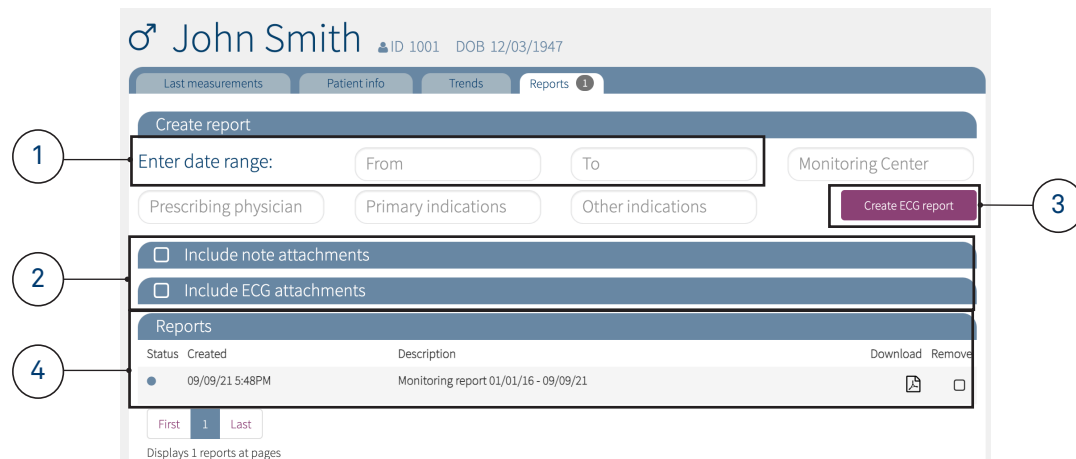 John Smith ID 1001 DOB 12/03/1947
Last measurements Patient info Trends Reports 1
Create report
1
Enter date range: From To Monitoring Center
Prescribing physician Primary indications Other indications Create ECG report
3
Include note attachments
2
Include ECG attachments
Reports
Status Created Description Download Remove
4
09/09/21 5:48PM Monitoring report 01/01/16 - 09/09/21
First 1 Last
Displays 1 reports at pages